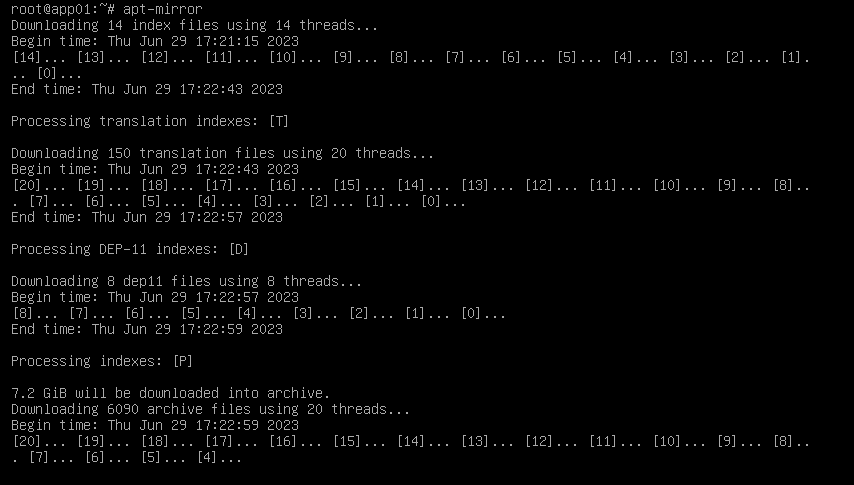 root@app01:~# apt-mirror
Downloading 14 index files using 14 threads...
Begin time: Thu Jun 29 17:21:15 2023
[14]... [13]... [12]... [11]... [10]... [9]... [8]... [7]... [6]... [5]... [4]... [3]... [2]... [1].
.. [0]...
End time: Thu Jun 29 17:22:43 2023

Processing translation indexes: [T]

Downloading 150 translation files using 20 threads...
Begin time: Thu Jun 29 17:22:43 2023
[20]... [19]... [18]... [17]... [16]... [15]... [14]... [13]... [12]... [11]... [10]... [9]... [8]..
. [7]... [6]... [5]... [4]... [3]... [2]... [1]... [0]...
End time: Thu Jun 29 17:22:57 2023

Processing DEP-11 indexes: [D]

Downloading 8 dep11 files using 8 threads...
Begin time: Thu Jun 29 17:22:57 2023
[8]... [7]... [6]... [5]... [4]... [3]... [2]... [1]... [0]...
End time: Thu Jun 29 17:22:59 2023

Processing indexes: [P]

7.2 GiB will be downloaded into archive.
Downloading 6090 archive files using 20 threads...
Begin time: Thu Jun 29 17:22:59 2023
[20]... [19]... [18]... [17]... [16]... [15]... [14]... [13]... [12]... [11]... [10]... [9]... [8]..
. [7]... [6]... [5]... [4]...